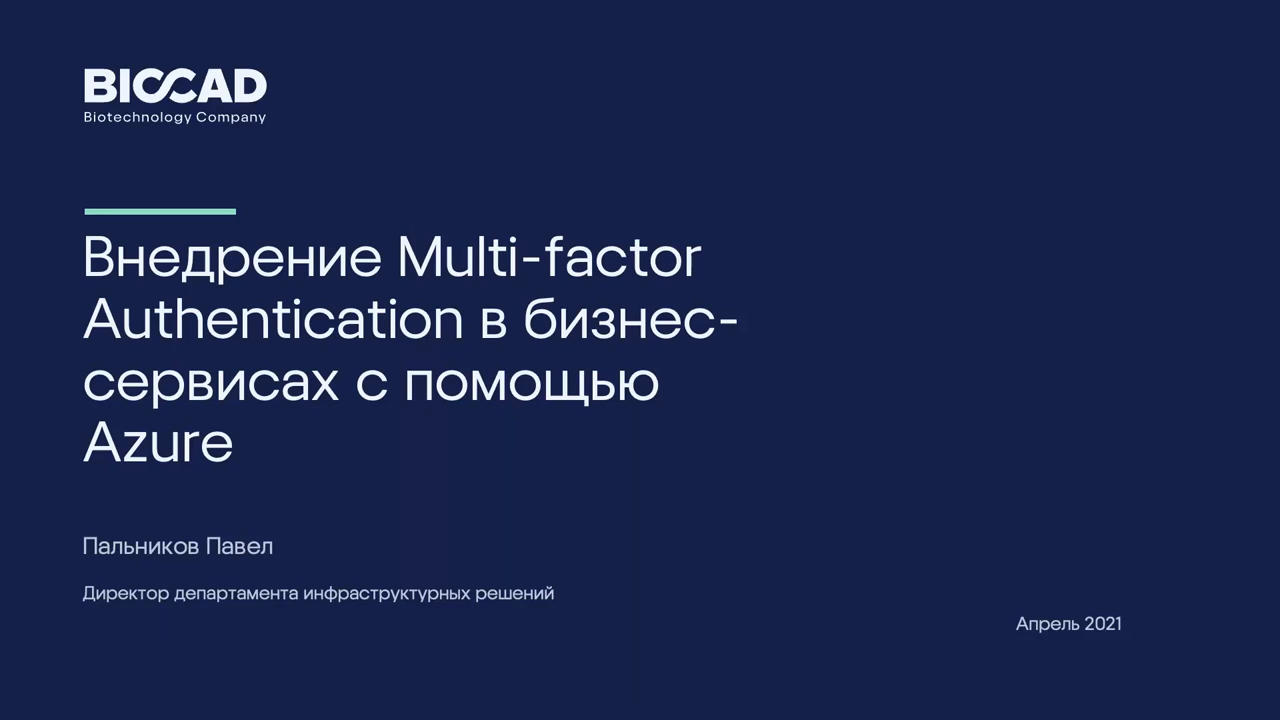 BIOCAD
Biotechnology Company
Внедрение Multi-factor
Authentication в бизнес-
сервисах с помощью
Azure
Пальников Павел
Директор департамента инфраструктурных решений
Апрель 2021